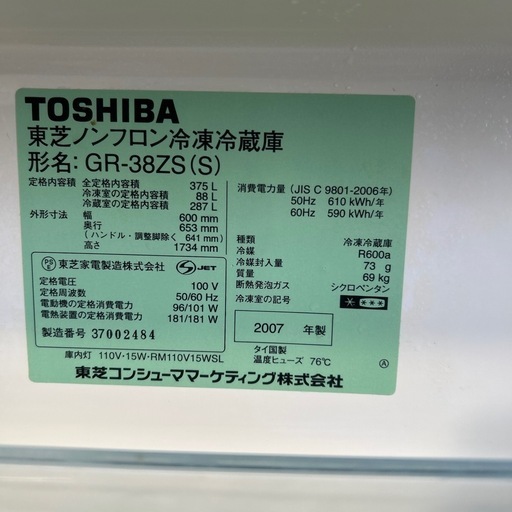 TOSHIBA
東芝ノンフロン冷凍冷蔵庫
形名: GR-38ZS(S)
定格内容積 全定格内容積 375 L
冷凍室の定格内容積 88 L
冷蔵室の定格内容積 287 L
外形寸法 幅 600 mm
奥行 653 mm
(ハンドル・調整脚除く 641 mm)
高さ 1734 mm
PSE 東芝家電製造株式会社 S JET
定格電圧 100 V
定格周波数 50/60 Hz
電動機の定格消費電力 96/101 W
電熱装置の定格消費電力 181/181 W
製造番号 37002484
消費電力量 (JIS C 9801-2006年)
50Hz 610 kWh/年
60Hz 590 kWh/年
種類 冷凍冷蔵庫
冷媒 R600a
冷媒封入量 73 g
質量 69 kg
断熱発泡ガス シクロペンタン
冷凍室の記号
2007 年製
庫内灯 110V·15W·RM110V15WSL
タイ国製
温度ヒューズ 76℃
Ⓐ
東芝コンシューママーケティング株式会社